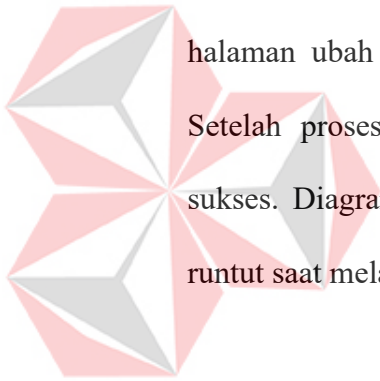 halaman ubah
Setelah proses
sukses. Diagra
runtut saat mela